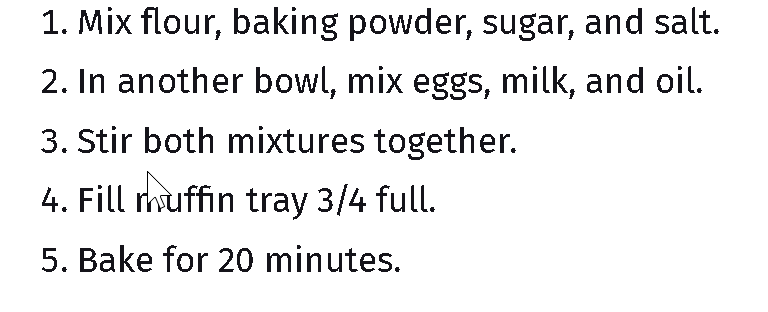 1. Mix flour, baking powder, sugar, and salt.
2. In another bowl, mix eggs, milk, and oil.
3. Stir both mixtures together.
4. Fill muffin tray 3/4 full.
5. Bake for 20 minutes.